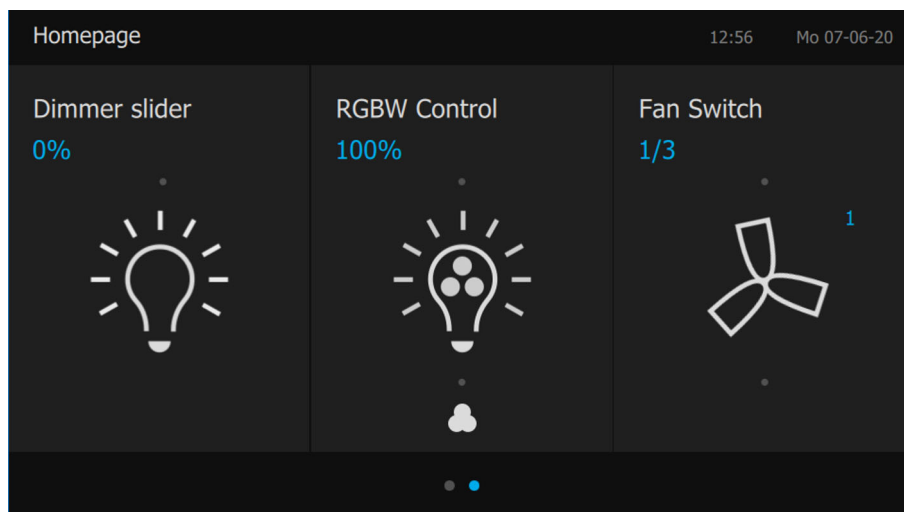 Homepage 12:56 Mo 07-06-20
Dimmer slider
0%
RGBW Control
100%
Fan Switch
1/3
1